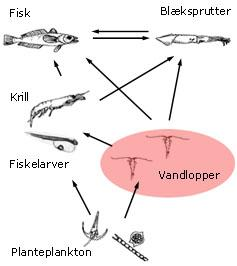 Fisk
Blæksprutter
Krill
Fiskelarver
Vandlopper
Planteplankton